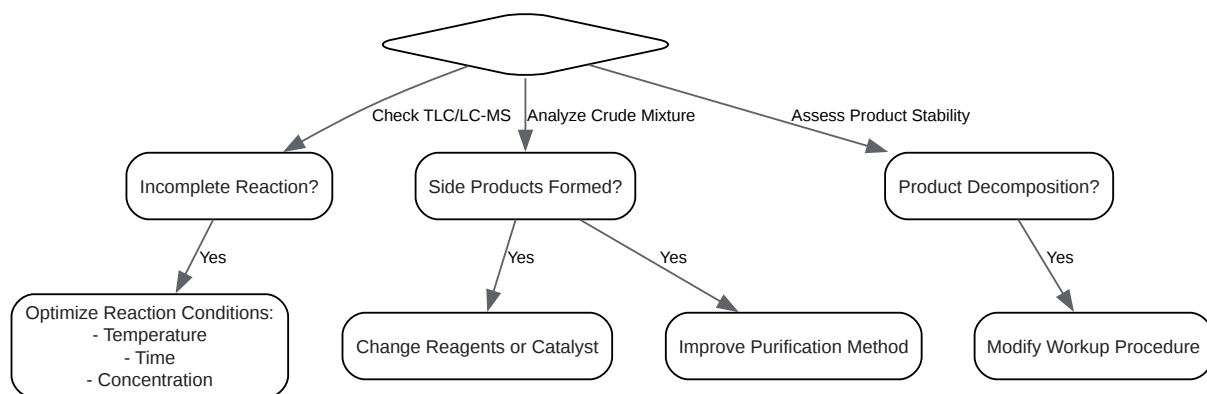 Check TLC/LC-MS
Analyze Crude Mixture
Assess Product Stability
Incomplete Reaction?
Side Products Formed?
Product Decomposition?
Yes
Yes
Yes
Yes
Optimize Reaction Conditions:
- Temperature
- Time
- Concentration
Change Reagents or Catalyst
Improve Purification Method
Modify Workup Procedure